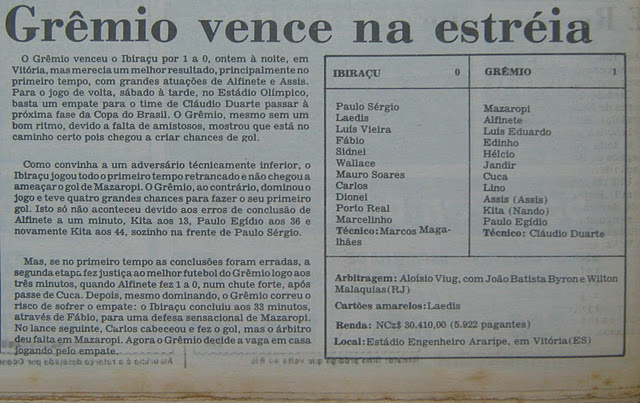 Grêmio vence na estréia
O Grêmio venceu o Ibiraçu por 1 a 0, ontem à noite, em
Vitória, mas merecia um melhor resultado, principalmente no
primeiro tempo, com grandes atuações de Alfinete e Assis.
Para o jogo de volta, sábado à tarde, no Estádio Olímpico,
basta um empate para o time de Cláudio Duarte passar à
próxima fase da Copa do Brasil. O Grêmio, mesmo sem um
bom ritmo, devido a falta de amistosos, mostrou que está no
caminho certo pois chegou a criar chances de gol.
Como convinha a um adversário técnicamente inferior, o
Ibiraçu jogou todo o primeiro tempo retrancado e não chegou a
ameaçar o gol de Mazaropi. O Grêmio, ao contrário, dominou o
jogo e teve quatro grandes chances para fazer o seu primeiro
gol. Isto só não aconteceu devido aos erros de conclusão de
Alfinete a um minuto, Kita aos 13, Paulo Egídio aos 36 e
novamente Kita aos 44, sozinho na frente de Paulo Sérgio.
Mas, se no primeiro tempo as conclusões foram erradas, a
segunda etapa fez justiça ao melhor futebol do Grêmio logo aos
três minutos, quando Alfinete fez 1 a 0, num chute forte, após
passe de Cuca. Depois, mesmo dominando, o Grêmio correu o
risco de sofrer o empate: o Ibiraçu concluiu aos 33 minutos,
através de Fábio, para uma defesa sensacional de Mazaropi.
No lance seguinte, Carlos cabeceou e fez o gol, mas o árbitro
deu falta em Mazaropi. Agora o Grêmio decide a vaga em casa
jogando pelo empate.
IBIRAÇU 0
Paulo Sérgio
Laedis
Luís Vieira
Fábio
Sidnei
Wallace
Mauro Soares
Carlos
Dionei
Porto Real
Marcelinho
Técnico: Marcos Maga-
lhães
GRÊMIO 1
Mazaropi
Alfinete
Luís Eduardo
Edinho
Hélcio
Jandir
Cuca
Lino
Assis (Assis)
Kita (Nando)
Paulo Egídio
Técnico: Cláudio Duarte
Arbitragem: Aloísio Viug, com João Batista Byron e Wilton
Malaquias(RJ)
Cartões amarelos: Laedis
Renda: NCz$ 30.410,00 (5.922 pagantes)
Local: Estádio Engenheiro Araripe, em Vitória(ES)